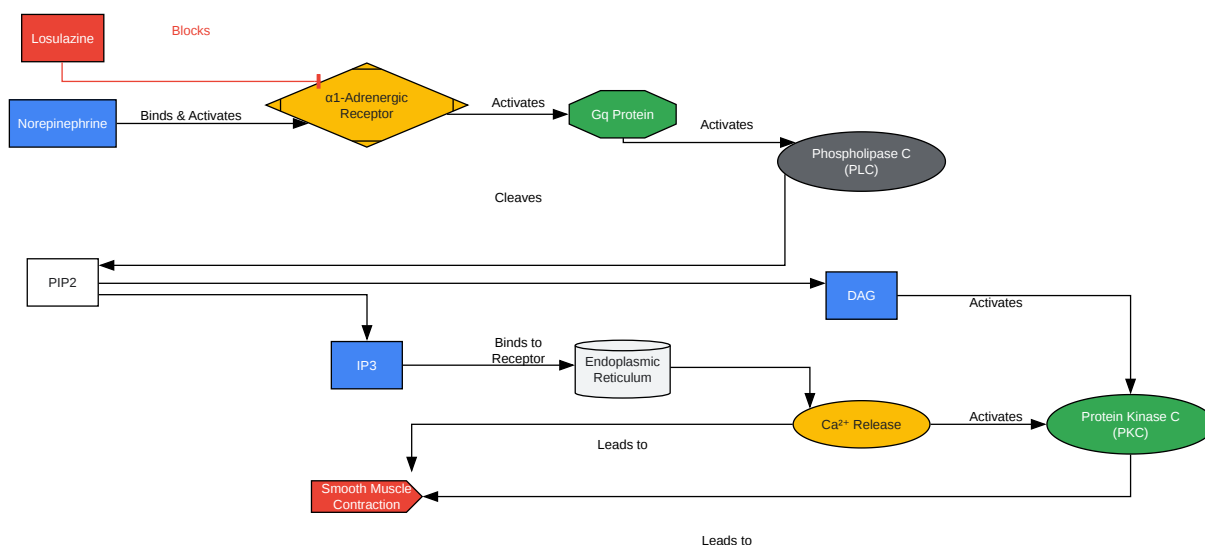 Losulazine
Blocks
α1-Adrenergic
Receptor
Norepinephrine
Binds & Activates
Activates
Gq Protein
Activates
Phospholipase C
(PLC)
Cleaves
PIP2
DAG
Activates
IP3
Binds to
Receptor
Endoplasmic
Reticulum
Ca²⁺ Release
Activates
Protein Kinase C
(PKC)
Leads to
Smooth Muscle
Contraction
Leads to